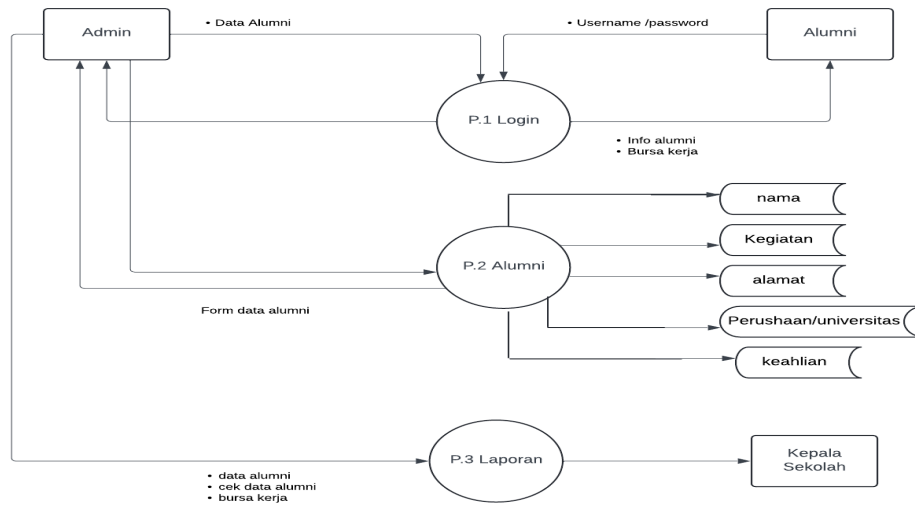 Admin
• Data Alumni
• Username /password
Alumni
P.1 Login
• Info alumni
• Bursa kerja
nama
Kegiatan
P.2 Alumni
alamat
Form data alumni
Perushaan/universitas
keahlian
P.3 Laporan
Kepala
Sekolah
• data alumni
• cek data alumni
• bursa kerja